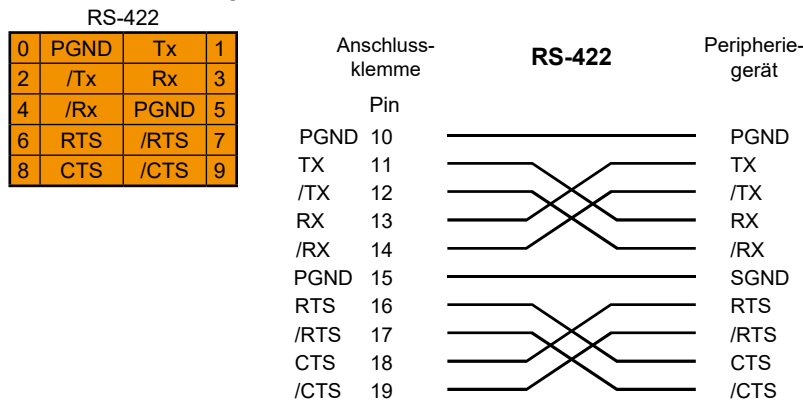 RS-422
0 PGND Tx 1
2 /Tx Rx 3
4 /Rx PGND 5
6 RTS /RTS 7
8 CTS /CTS 9
Anschluss-
klemme
RS-422
Peripherie-
gerät
Pin
PGND 10 PGND
TX 11 TX
/TX 12 /TX
RX 13 RX
/RX 14 /RX
PGND 15 SGND
RTS 16 RTS
/RTS 17 /RTS
CTS 18 CTS
/CTS 19 /CTS